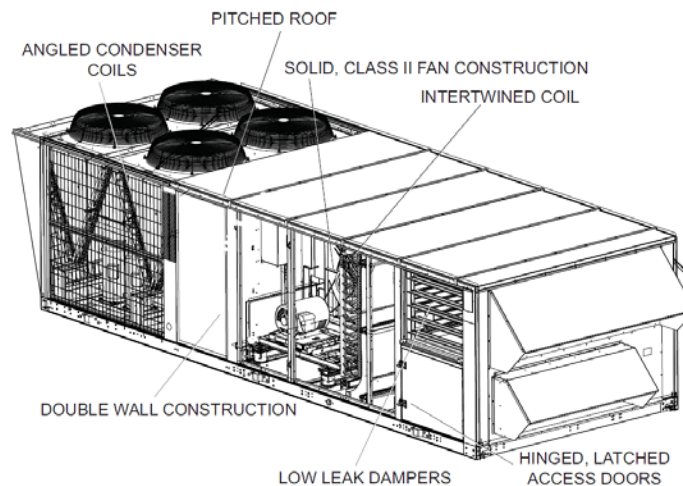 PITCHED ROOF
ANGLED CONDENSER
COILS
SOLID, CLASS II FAN CONSTRUCTION
INTERTWINED COIL
DOUBLE WALL CONSTRUCTION
LOW LEAK DAMPERS
HINGED, LATCHED
ACCESS DOORS